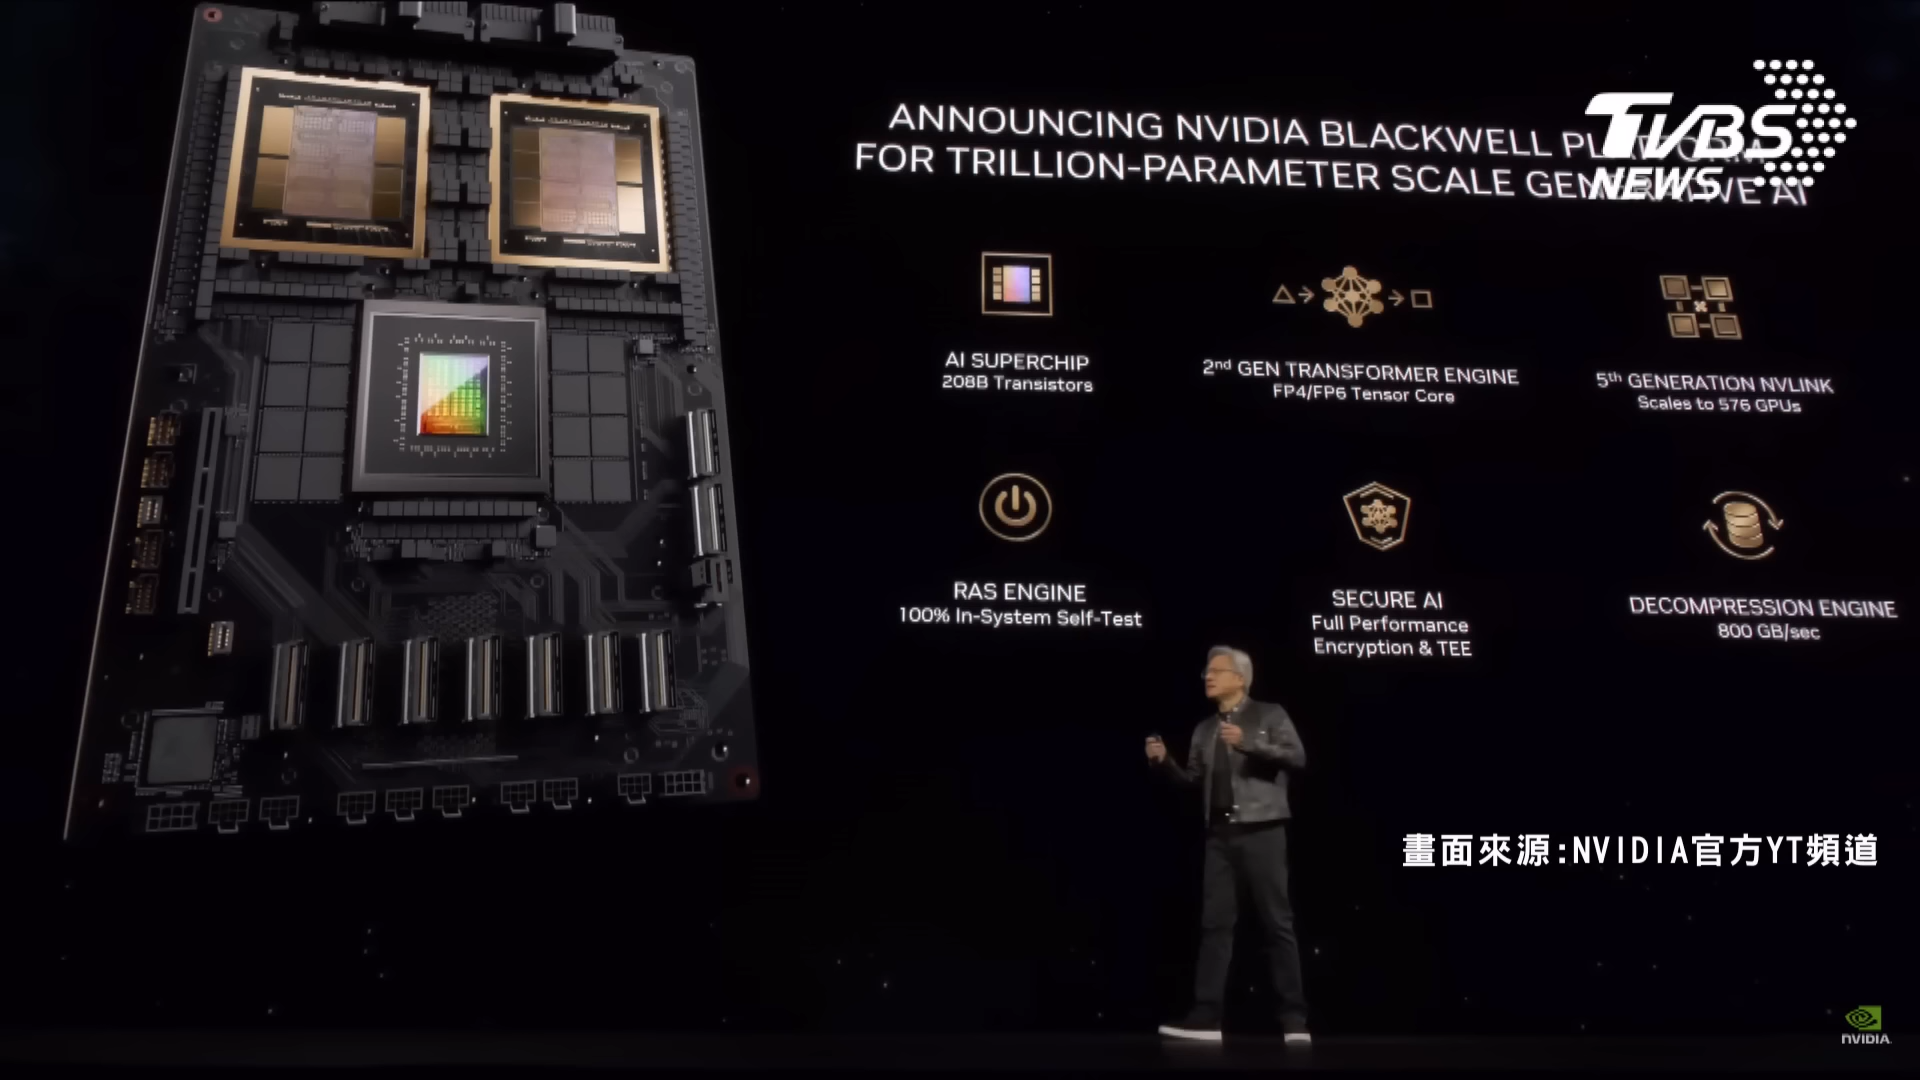 TVBS
NEWS
ANNOUNCING NVIDIA BLACKWELL PLATFORM
FOR TRILLION-PARAMETER SCALE GENERATIVE AI
AI SUPERCHIP
208B Transistors
2nd GEN TRANSFORMER ENGINE
FP4/FP6 Tensor Core
5th GENERATION NVLINK
Scales to 576 GPUs
RAS ENGINE
100% In-System Self-Test
SECURE AI
Full Performance
Encryption & TEE
DECOMPRESSION ENGINE
800 GB/sec
畫面來源:NVIDIA官方YT頻道
NVIDIA